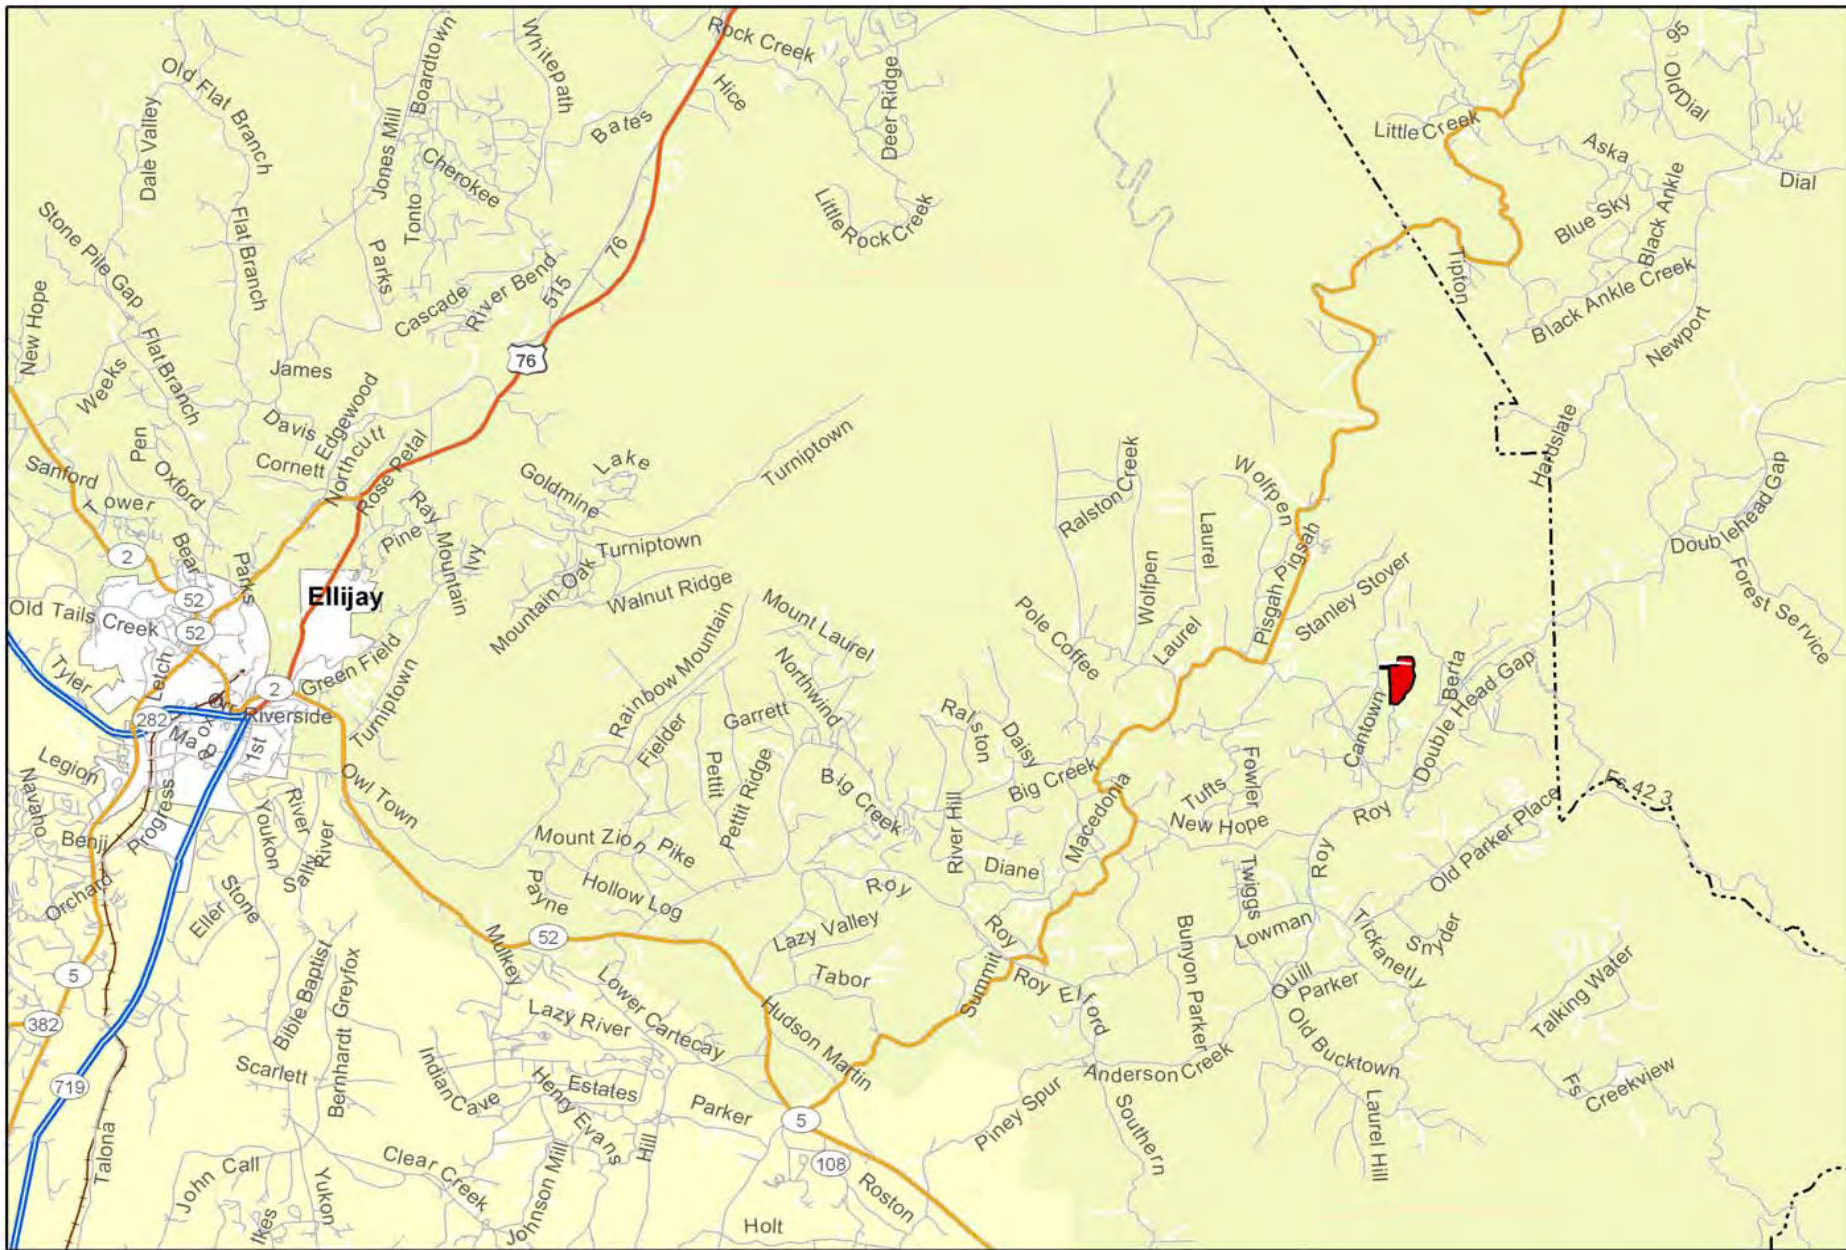 Rock Creek
Boardtown
Whitepath
Old Flat Branch
Hice
Bates
Deer Ridge
95
Old Dial
Little Creek
Aska
Dial
Dale Valley
Jones Mill
Cherokee
Tonto
Little Rock Creek
Blue Sky
Black Ankle
Stone Pile Gap
Flat Branch
Parks
76
River Bend
515
Cascade
Tipton
Black Ankle Creek
Newport
New Hope
Flat Branch
76
James
Weeks
Edgewood
Davis
Northcutt
Cornett
Rose Petal
Pen
Oxford
Sanford
Tower
Lake
Goldmine
Turniptown
Ralston Creek
Wolfpen
Hardslate
Doublehead Gap
Ray Mountain
Pine
Ivy
2
Bear
Parks
Turniptown
Laurel
Pisgah Pigsah
Doublehead Gap
Forest Service
52
Ellijay
Mountain Oak
Walnut Ridge
Wolfpen
Stanley Stover
Old Tails Creek
52
Mount Laurel
Pole Coffee
Laurel
Green Field
Tyler
Letch
2
Turniptown
Rainbow Mountain
Northwind
Berta
Double Head Gap
Orr
Riverside
282
Maple
1st
Fielder
Garrett
Ralston
Daisy
Cantown
Legion
Navaho
Progress
Owl Town
Pettit
Pettit Ridge
Big Creek
Big Creek
Macedonia
Fowler
Tufts
New Hope
Roy
Fs 42 3
Benji
Youkon
River
Sally River
Mount Zion Pike
River Hill
Diane
Roy
Old Parker Place
Orchard
Stone
Eller
Payne
Hollow Log
Roy
Twiggs
Lowman
Tickanetly
Snyder
52
Lazy Valley
Roy
Bunyon Parker
Mulkey
5
Bible Baptist
Bernhardt Greyfox
Tabor
Summit
Roy Elford
Quill
Parker
Talking Water
Lower Cartecay
Lazy River
Hudson Martin
382
Old Bucktown
719
Scarlett
Indian Cave
Henry Evans
Estates
Anderson Creek
Fs
Creekview
Parker
5
Piney Spur
Southern
Laurel Hill
Talona
John Call
Clear Creek
Hill
108
Yukon
Ikes
Johnson Mill
Holt
Roston